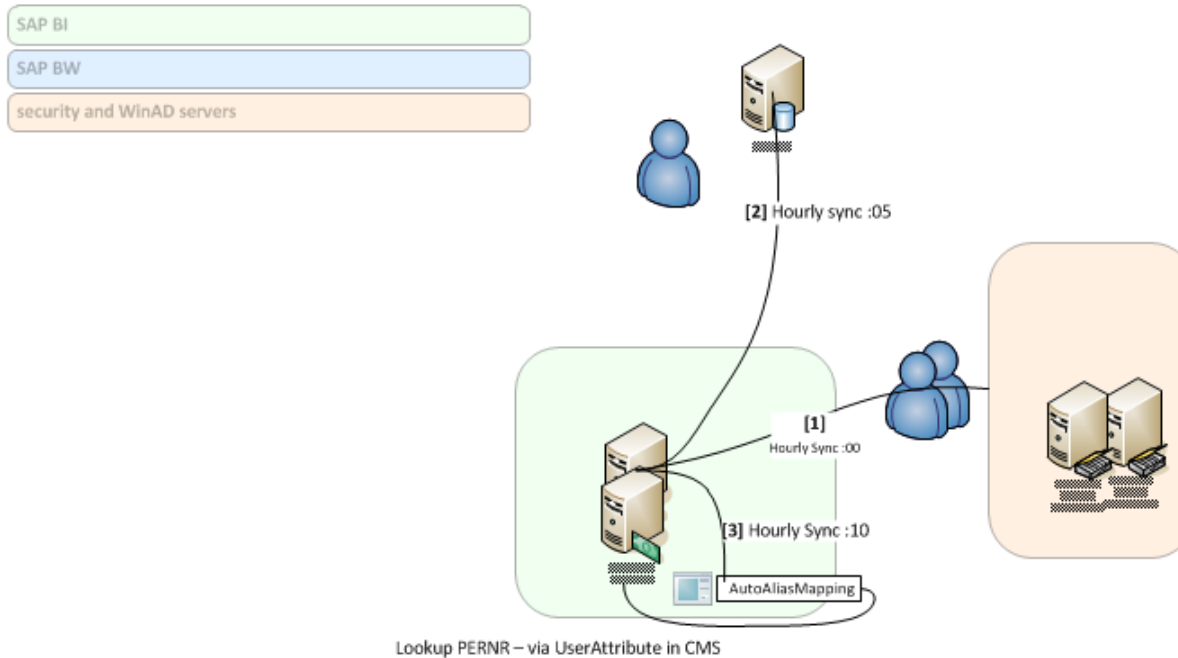 SAP BI
SAP BW
security and WinAD servers
[2] Hourly sync :05
[1]
Hourly Sync :00
[3] Hourly Sync :10
AutoAliasMapping
Lookup PERNR – via UserAttribute in CMS